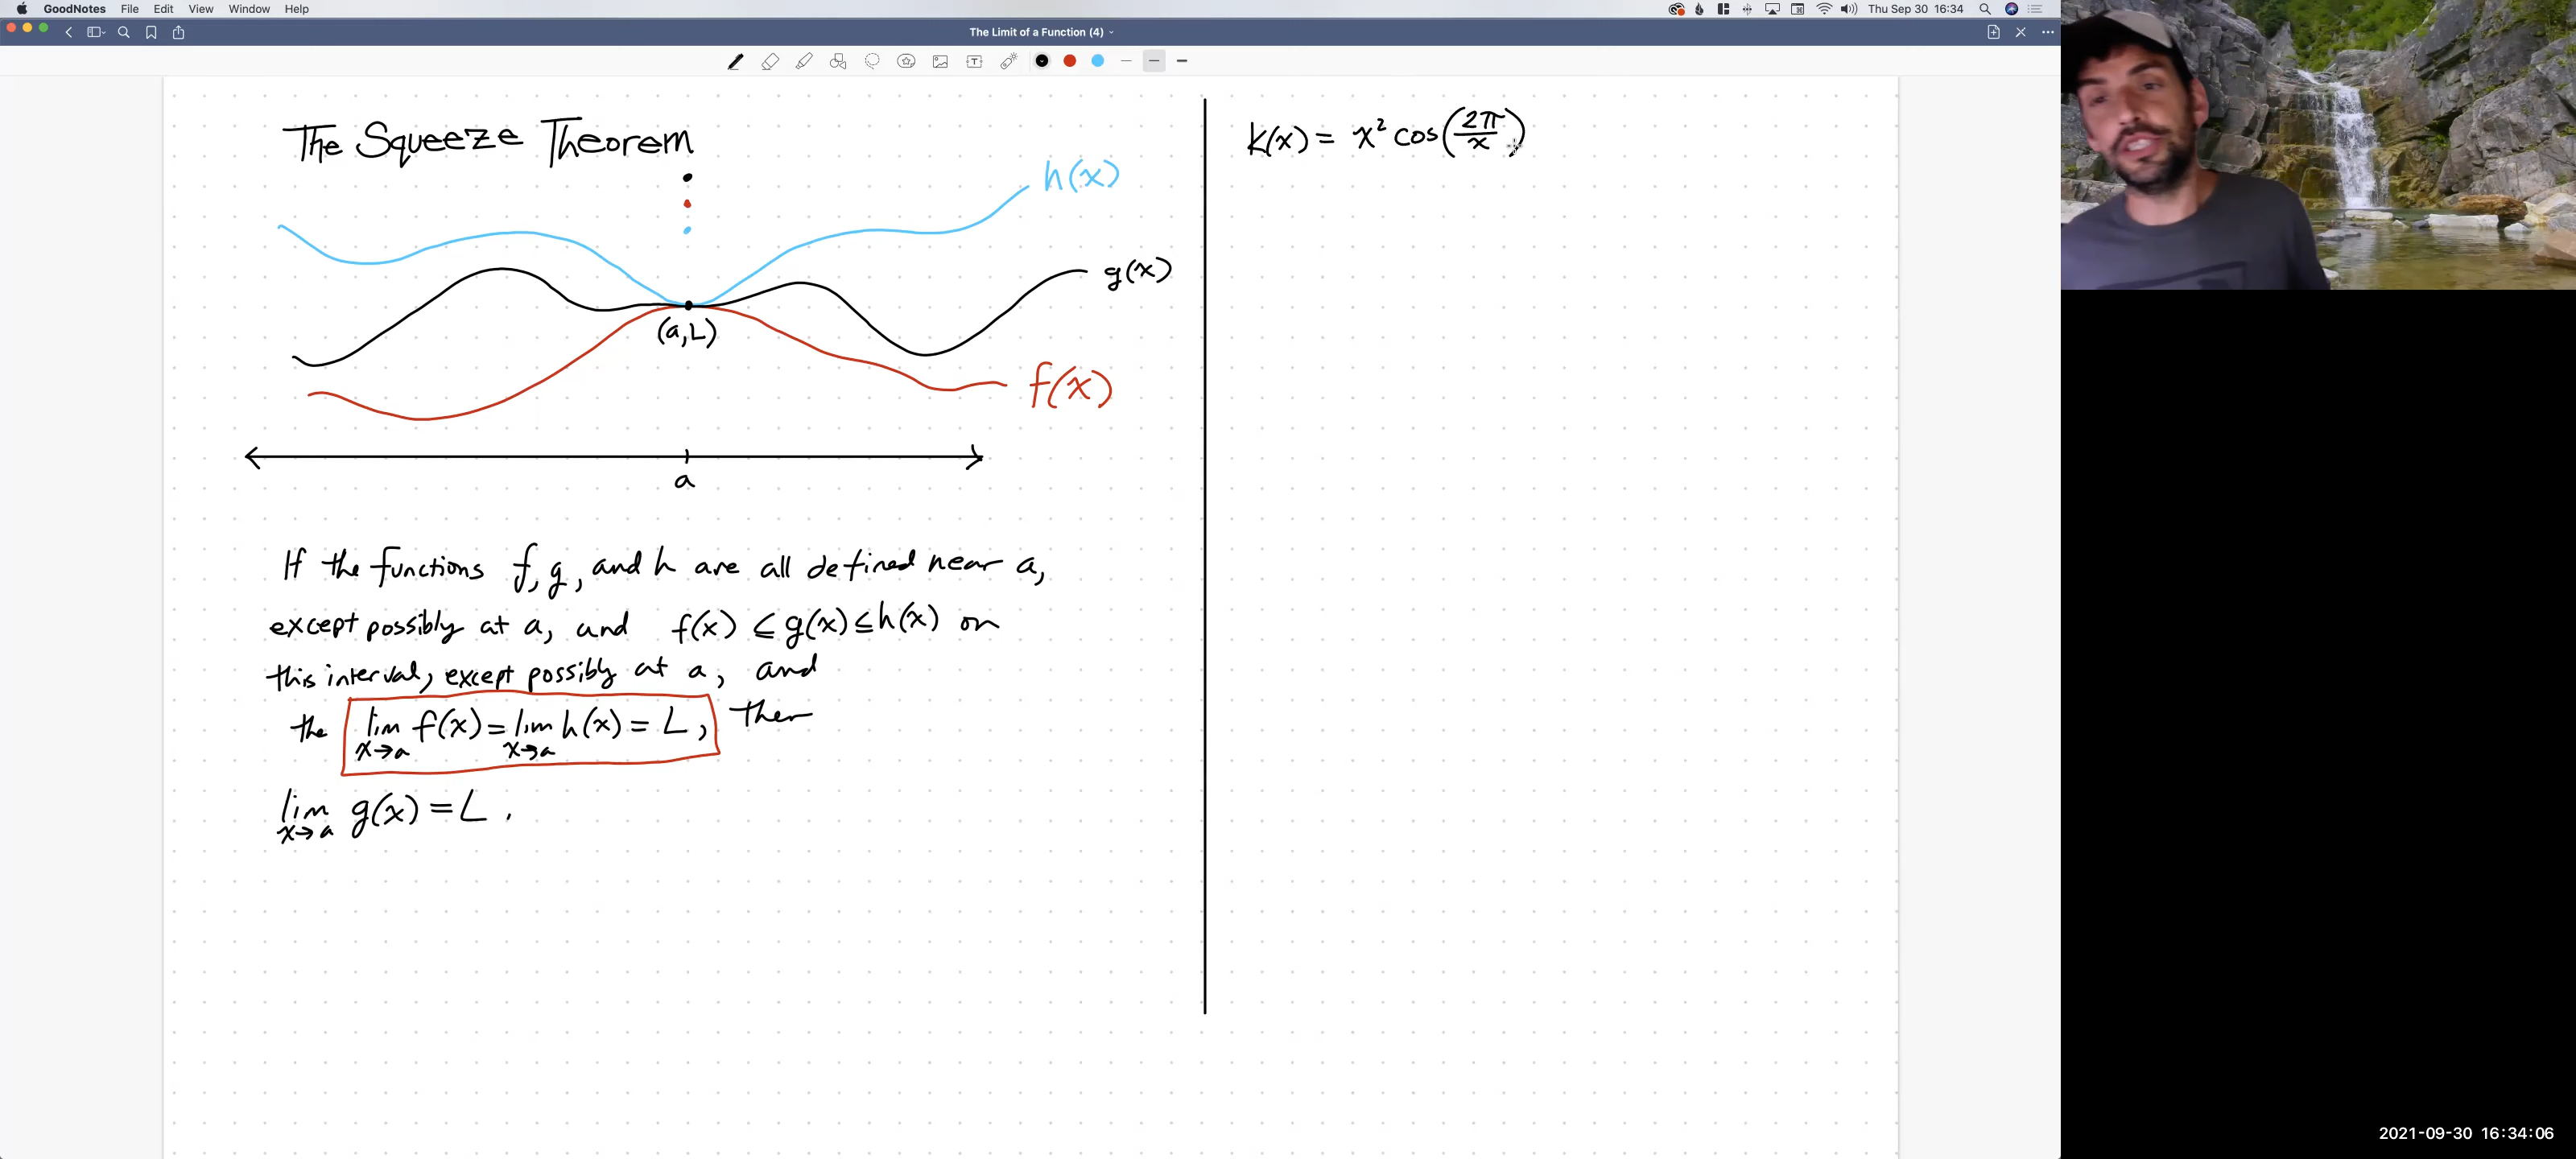 GoodNotes File Edit View Window Help
Thu Sep 30 16:34
The Limit of a Function (4)
The Squeeze Theorem
h(x)
g(x)
(a,L)
f(x)
a
If the functions f, g, and h are all defined near a,
except possibly at a, and f(x) ≤ g(x) ≤ h(x) on
this interval, except possibly at a, and
the lim x→a f(x) = lim x→a h(x) = L, then
lim x→a g(x) = L.
k(x) = x² cos(2π/x)
2021-09-30 16:34:06